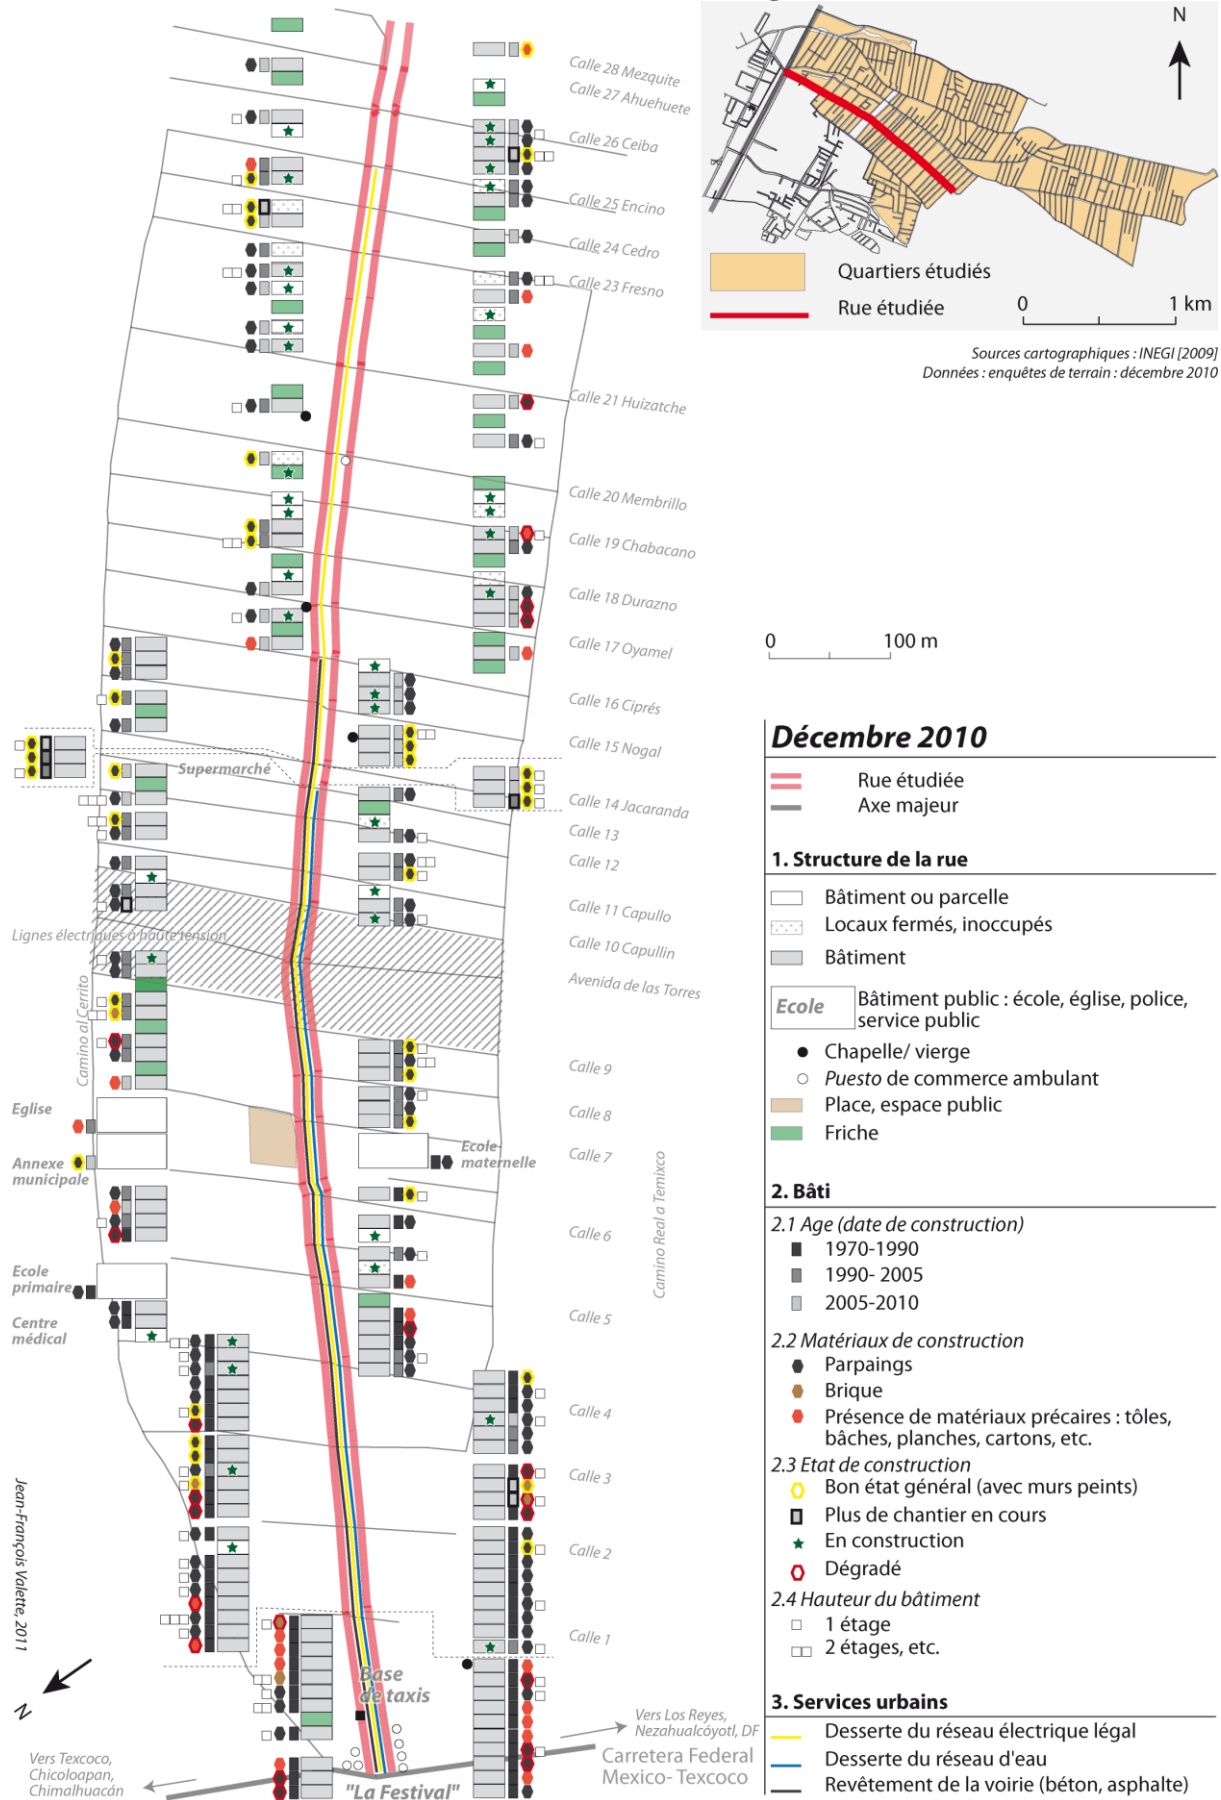 N
Quartiers étudiés
Rue étudiée
0
1 km
Sources cartographiques : INEGI [2009]
Données : enquêtes de terrain : décembre 2010
Calle 28 Mezquite
Calle 27 Ahuehuete
Calle 26 Ceiba
Calle 25 Encino
Calle 24 Cedro
Calle 23 Fresno
Calle 21 Huizatche
Calle 20 Membrillo
Calle 19 Chabacano
Calle 18 Durazno
Calle 17 Oyamel
Calle 16 Ciprés
Calle 15 Nogal
Supermarché
Calle 14 Jacaranda
Calle 13
Calle 12
Calle 11 Capullo
Lignes électriques à haute tension
Calle 10 Capullin
Avenida de las Torres
Camino al Cerrito
Calle 9
Eglise
Calle 8
Annexe
municipale
Ecole
maternelle
Calle 7
Camino Real a Temixco
Calle 6
Ecole
primaire
Centre
médical
Calle 5
Calle 4
Calle 3
Calle 2
Calle 1
Base
de taxis
Jean-François Valette, 2011
N
Vers Los Reyes,
Nezahualcóyotl, DF
Carretera Federal
Mexico- Texcoco
Vers Texcoco,
Chicoloapan,
Chimalhuacán
"La Festival"
0
100 m
Décembre 2010
Rue étudiée
Axe majeur
1. Structure de la rue
Bâtiment ou parcelle
Locaux fermés, inoccupés
Bâtiment
Ecole
Bâtiment public : école, église, police,
service public
Chapelle/ vierge
Puesto de commerce ambulant
Place, espace public
Friche
2. Bâti
2.1 Age (date de construction)
1970-1990
1990- 2005
2005-2010
2.2 Matériaux de construction
Parpaings
Brique
Présence de matériaux précaires : tôles,
bâches, planches, cartons, etc.
2.3 Etat de construction
Bon état général (avec murs peints)
Plus de chantier en cours
En construction
Dégradé
2.4 Hauteur du bâtiment
1 étage
2 étages, etc.
3. Services urbains
Desserte du réseau électrique légal
Desserte du réseau d'eau
Revêtement de la voirie (béton, asphalte)